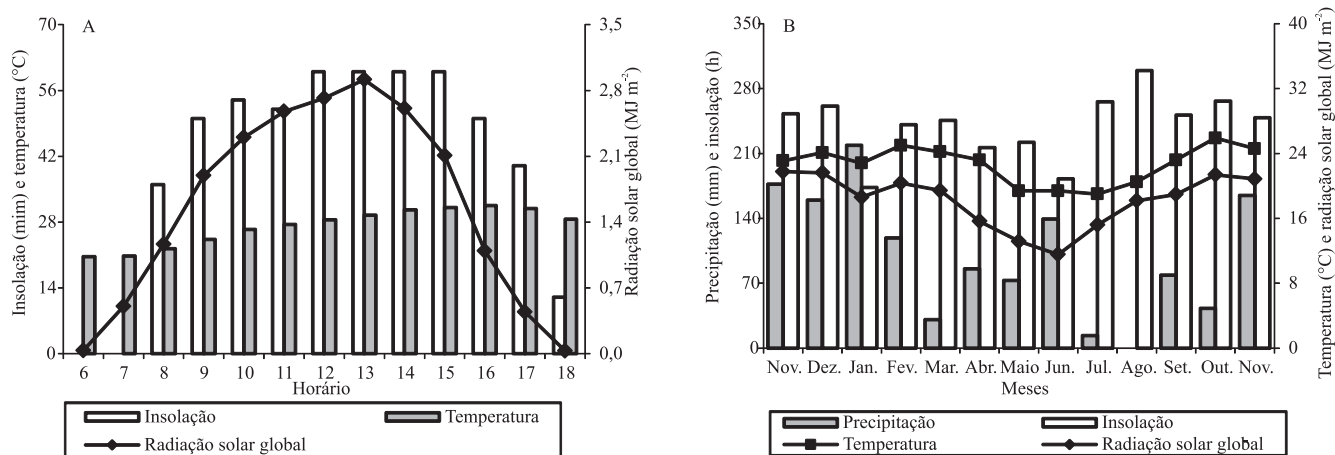 A
Insolação (mim) e temperatura (°C)
70
56
42
28
14
0
3,5
2,8
2,1
1,4
0,7
0,0
Radiação solar global (MJ m-2)
6 7 8 9 10 11 12 13 14 15 16 17 18
Horário
Insolação Temperatura
Radiação solar global
B
Precipitação (mm) e insolação (h)
350
280
210
140
70
0
40
32
24
16
8
0
Temperatura (°C) e radiação solar global (MJ m-2)
Nov. Dez. Jan. Fev. Mar. Abr. Maio Jun. Jul. Ago. Set. Out. Nov.
Meses
Precipitação Insolação
Temperatura Radiação solar global